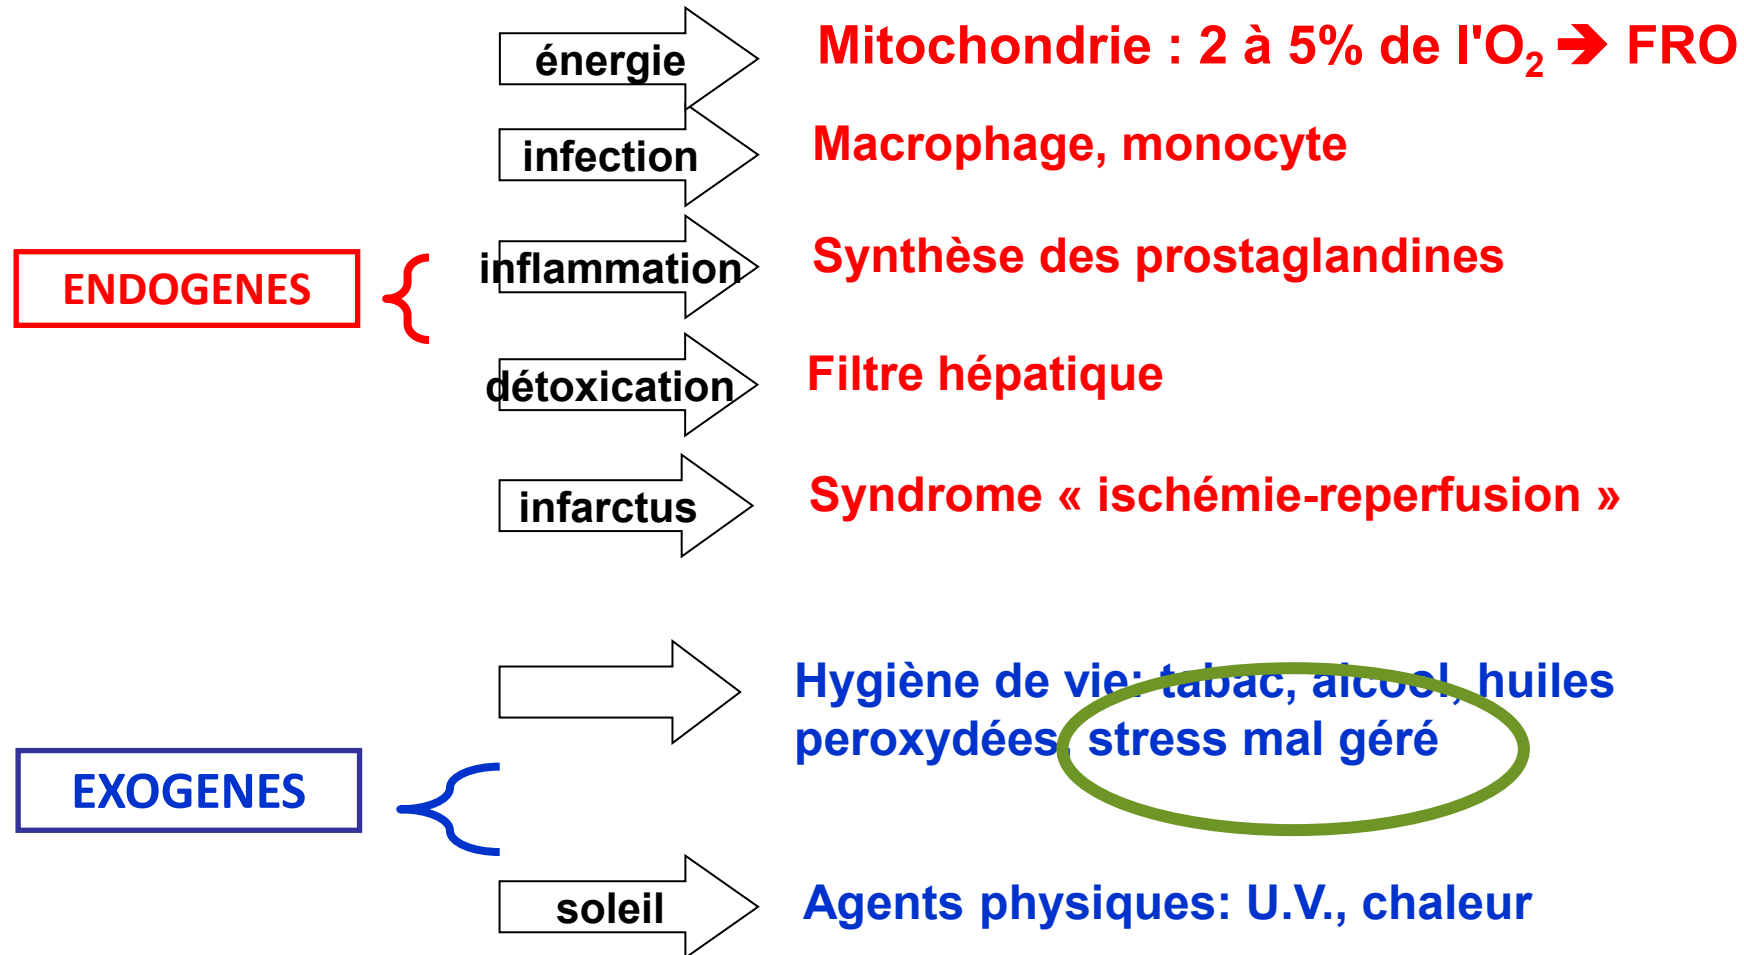 énergie
Mitochondrie : 2 à 5% de l'O₂ ➔ FRO
infection
Macrophage, monocyte
inflammation
Synthèse des prostaglandines
ENDOGENES
détoxication
Filtre hépatique
infarctus
Syndrome « ischémie-reperfusion »
Hygiène de vie: tabac, alcool, huiles
peroxydées, stress mal géré
EXOGENES
soleil
Agents physiques: U.V., chaleur